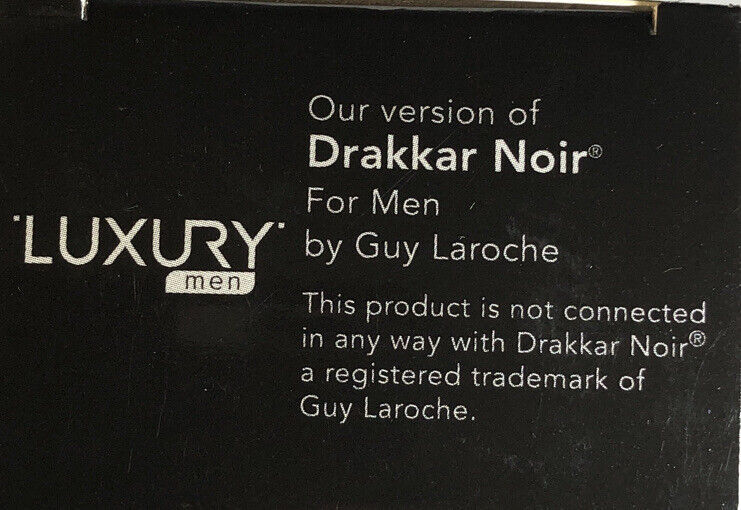 Our version of
Drakkar Noir®
For Men
by Guy Laroche
"LUXURY"
men
This product is not connected
in any way with Drakkar Noir®
a registered trademark of
Guy Laroche.